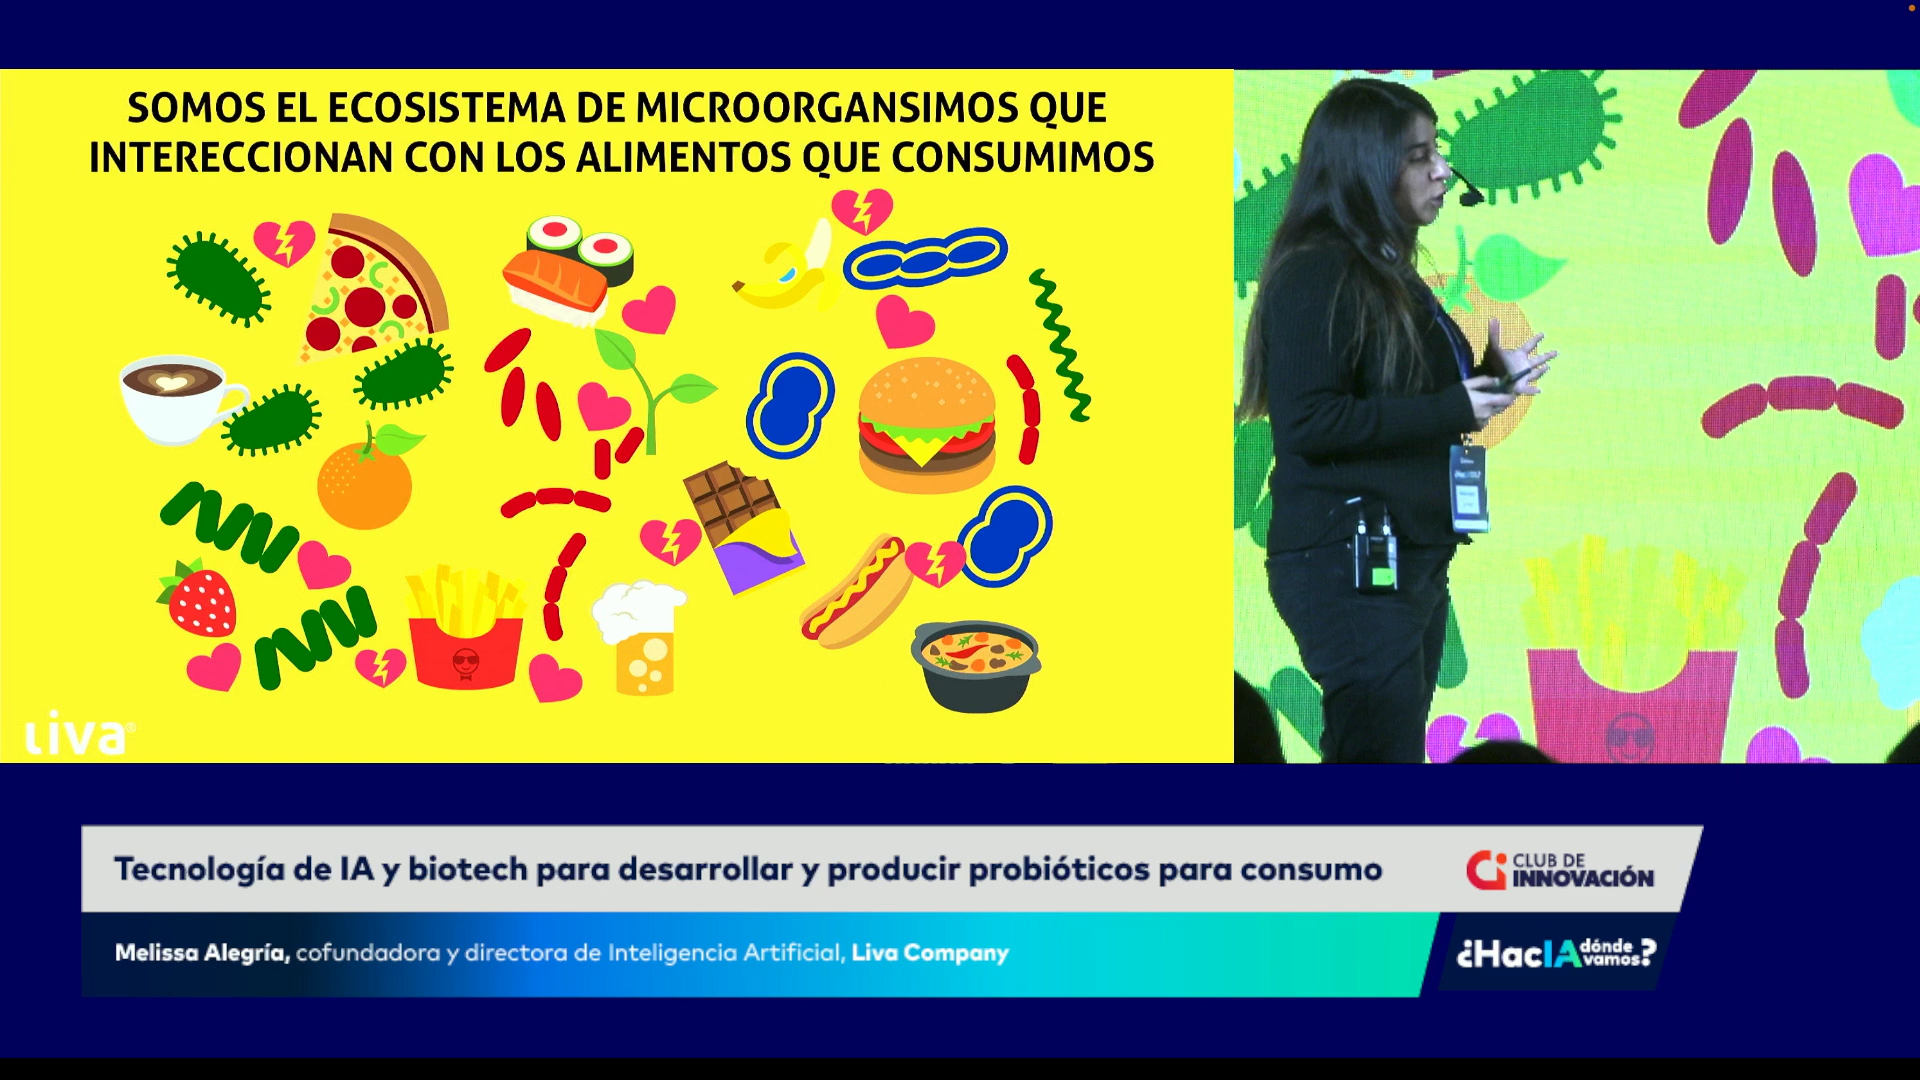 SOMOS EL ECOSISTEMA DE MICROORGANSIMOS QUE
INTERECCIONAN CON LOS ALIMENTOS QUE CONSUMIMOS
liva®
Tecnología de IA y biotech para desarrollar y producir probióticos para consumo
CLUB DE
INNOVACIÓN
Melissa Alegría, cofundadora y directora de Inteligencia Artificial, Liva Company
¿HacIA dónde vamos?